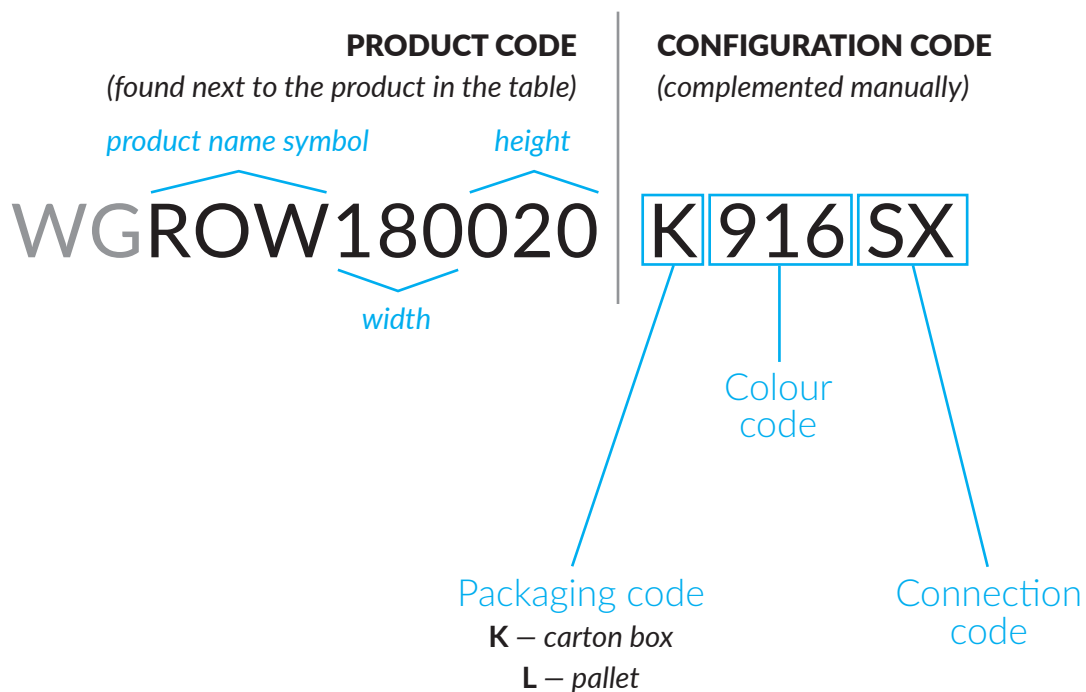 PRODUCT CODE
(found next to the product in the table)
product name symbol
height
WGROW180020
width
CONFIGURATION CODE
(complemented manually)
K 916 SX
Colour
code
Packaging code
K – carton box
L – pallet
Connection
code